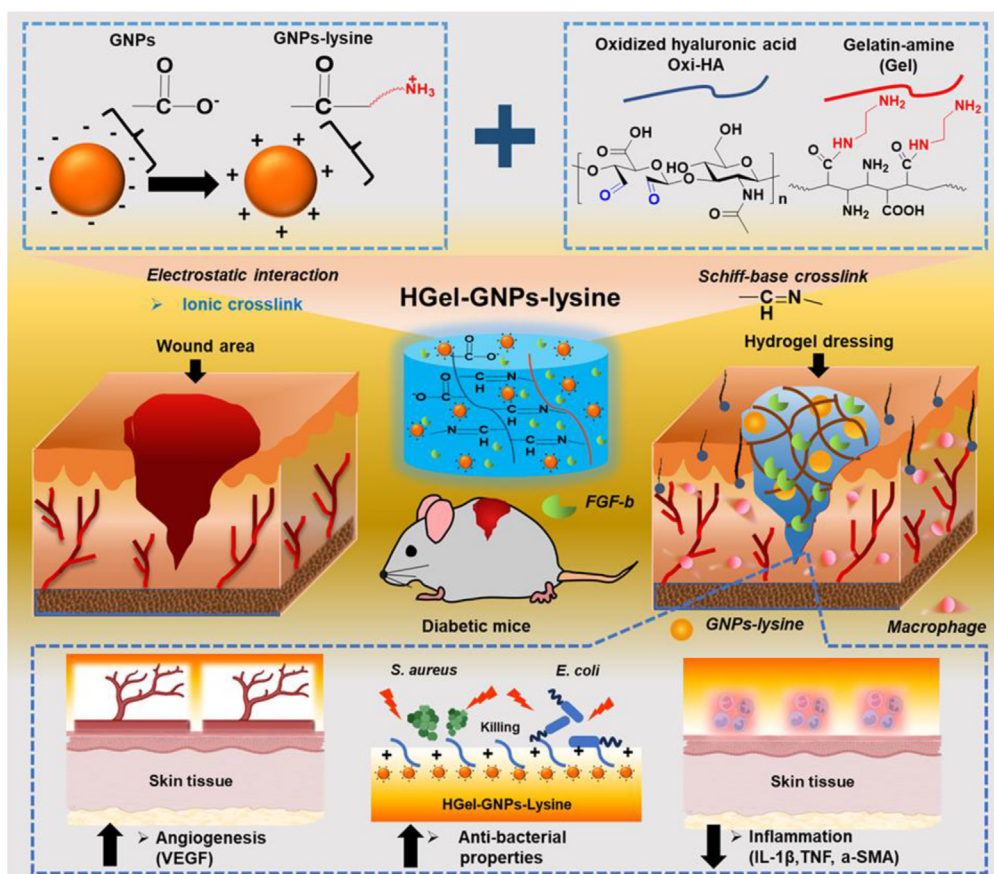 GNPs
GNPs-lysine
O
O-
O
+
NH3
- - - - - - - -
+ + + + + + +
Oxidized hyaluronic acid
Oxi-HA
Gelatin-amine
(Gel)
NH2
NH2
O
OH
OH
HN
HN
O
O
O
HO
O
O
NH2
O
O
O
NH
n
O
NH2
COOH
Electrostatic interaction
➢ Ionic crosslink
HGel-GNPs-lysine
Schiff-base crosslink
C=N
H
Wound area
Hydrogel dressing
O
C
O-
C=N
H
O
C
-O
C=N
H
N=C
H
C=N
H
FGF-b
Diabetic mice
GNPs-lysine
Macrophage
S. aureus
E. coli
Killing
+ + + + +
Skin tissue
HGel-GNPs-Lysine
Skin tissue
➢ Angiogenesis
(VEGF)
➢ Anti-bacterial
properties
➢ Inflammation
(IL-1β,TNF, a-SMA)